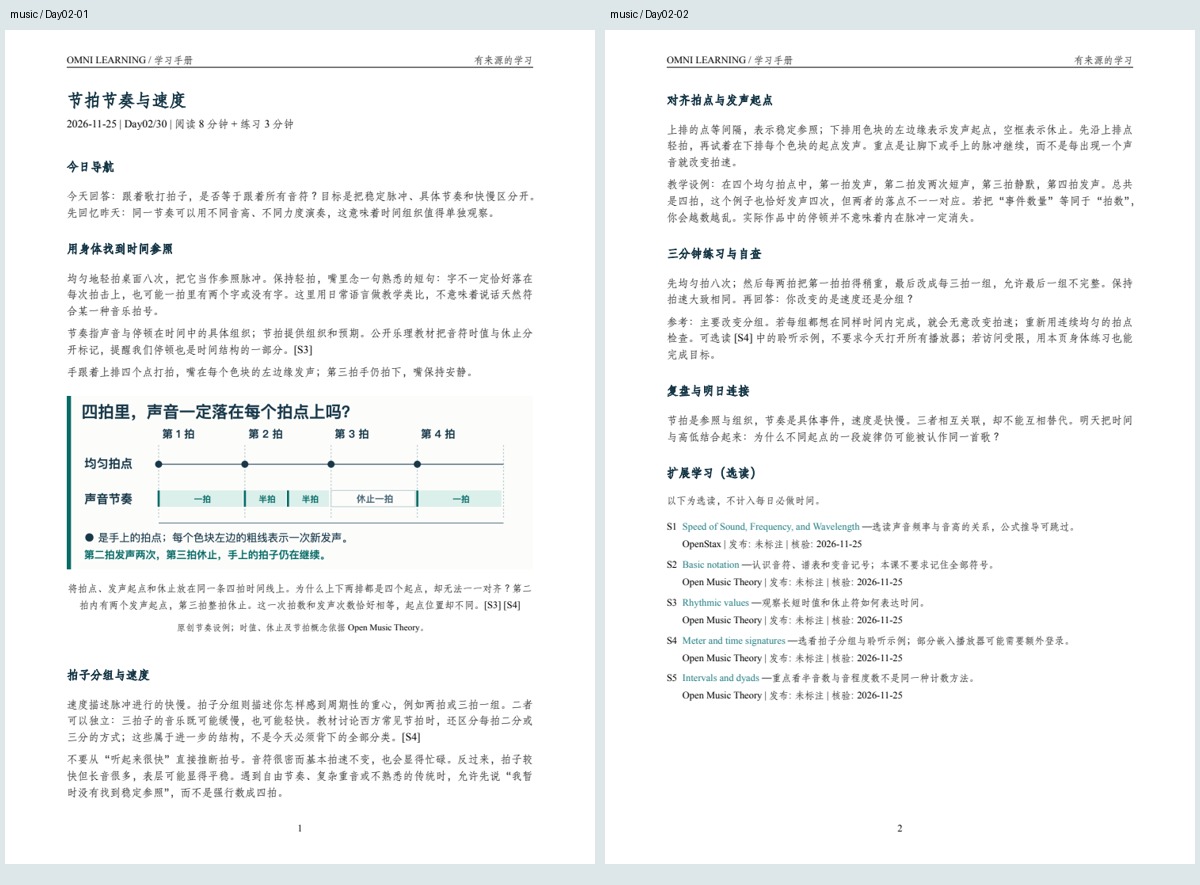 music / Day02-01
OMNI LEARNING / 学习手册
有来源的学习
节拍节奏与速度
2026-11-25 | Day02/30 | 阅读 8 分钟 + 练习 3 分钟
今日导航
今天回答：跟着歌打拍子，是否等于跟着所有音符？目标是把稳定脉冲、具体节奏和快慢区分开。
先回忆昨天：同一节奏可以用不同音高、不同力度演奏，这意味着时间组织值得单独观察。
用身体找到时间参照
均匀地轻拍桌面八次，把它当作参照脉冲。保持轻拍，嘴里念一句熟悉的短句：字不一定恰好落在
每次拍击上，也可能一拍里有两个字或没有字。这里用日常语言做教学类比，不意味着说话天然符
合某一种音乐拍号。
节奏指声音与停顿在时间中的具体组织；节拍提供组织和预期。公开乐理教材把音符时值与休止分
开标记，提醒我们停顿也是时间结构的一部分。[S3]
手跟着上排四个点打拍，嘴在每个色块的左边缘发声；第三拍手仍拍下，嘴保持安静。
四拍里，声音一定落在每个拍点上吗？
第 1 拍 第 2 拍 第 3 拍 第 4 拍
均匀拍点
声音节奏 一拍 半拍 半拍 休止一拍 一拍
● 是手上的拍点；每个色块左边的粗线表示一次新发声。
第二拍发声两次，第三拍休止，手上的拍子仍在继续。
将拍点、发声起点和休止放在同一条四拍时间线上。为什么上下两排都是四个起点，却无法一一对齐？第二
拍内有两个发声起点，第三拍整拍休止。这一次拍数和发声次数恰好相等，起点位置却不同。[S3] [S4]
原创节奏设例；时值、休止及节拍概念依据 Open Music Theory。
拍子分组与速度
速度描述脉冲进行的快慢。拍子分组则描述你怎样感到周期性的重心，例如两拍或三拍一组。二者
可以独立：三拍子的音乐既可能缓慢，也可能轻快。教材讨论西方常见节拍时，还区分每拍二分或
三分的方式；这些属于进一步的结构，不是今天必须背下的全部分类。[S4]
不要从“听起来很快”直接推断拍号。音符很密而基本拍速不变，也会显得忙碌。反过来，拍子较
快但长音很多，表层可能显得平稳。遇到自由节奏、复杂重音或不熟悉的传统时，允许先说“我暂
时没有找到稳定参照”，而不是强行数成四拍。
1
music / Day02-02
OMNI LEARNING / 学习手册
有来源的学习
对齐拍点与发声起点
上排的点等间隔，表示稳定参照；下排用色块的左边缘表示发声起点，空框表示休止。先沿上排点
轻拍，再试着在下排每个色块的起点发声。重点是让脚下或手上的脉冲继续，而不是每出现一个声
音就改变拍速。
教学设例：在四个均匀拍点中，第一拍发声，第二拍发两次短声，第三拍静默，第四拍发声。总共
是四拍，这个例子也恰好发声四次，但两者的落点不一一对应。若把“事件数量”等同于“拍数”，
你会越数越乱。实际作品中的停顿并不意味着内在脉冲一定消失。
三分钟练习与自查
先均匀拍八次；然后每两拍把第一拍拍得稍重，最后改成每三拍一组，允许最后一组不完整。保持
拍速大致相同。再回答：你改变的是速度还是分组？
参考：主要改变分组。若每组都想在同样时间内完成，就会无意改变拍速；重新用连续均匀的拍点
检查。可选读 [S4] 中的聆听示例，不要求今天打开所有播放器；若访问受限，用本页身体练习也能
完成目标。
复盘与明日连接
节拍是参照与组织，节奏是具体事件，速度是快慢。三者相互关联，却不能互相替代。明天把时间
与高低结合起来：为什么不同起点的一段旋律仍可能被认作同一首歌？
扩展学习（选读）
以下为选读，不计入每日必做时间。
S1 Speed of Sound, Frequency, and Wavelength —选读声音频率与音高的关系，公式推导可跳过。
OpenStax | 发布: 未标注 | 核验: 2026-11-25
S2 Basic notation —认识音符、谱表和变音记号；本课不要求记住全部符号。
Open Music Theory | 发布: 未标注 | 核验: 2026-11-25
S3 Rhythmic values —观察长短时值和休止符如何表达时间。
Open Music Theory | 发布: 未标注 | 核验: 2026-11-25
S4 Meter and time signatures —选看拍子分组与聆听示例；部分嵌入播放器可能需要额外登录。
Open Music Theory | 发布: 未标注 | 核验: 2026-11-25
S5 Intervals and dyads —重点看半音数与音程度数不是同一种计数方法。
Open Music Theory | 发布: 未标注 | 核验: 2026-11-25
2